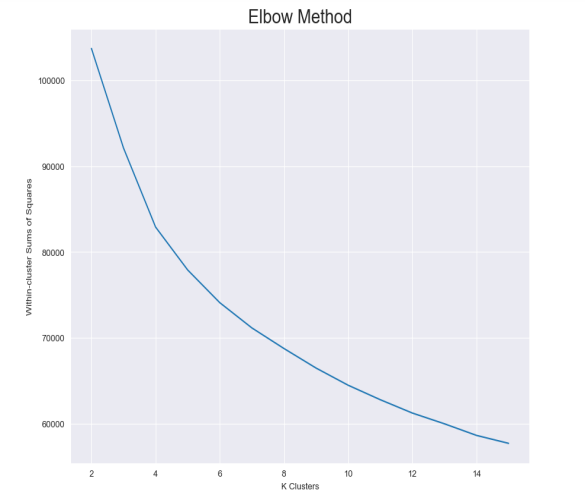 Elbow Method
100000
90000
80000
70000
60000
Within-cluster Sums of Squares
2 4 6 8 10 12 14
K Clusters